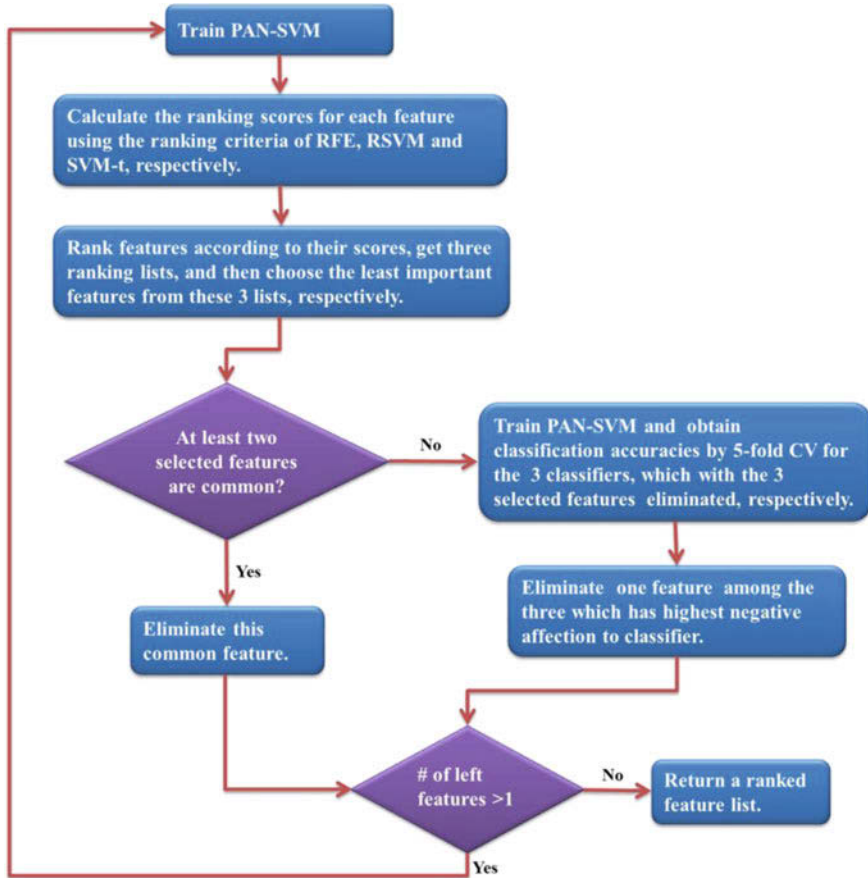 Train PAN-SVM
Calculate the ranking scores for each feature
using the ranking criteria of RFE, RSVM and
SVM-t, respectively.
Rank features according to their scores, get three
ranking lists, and then choose the least important
features from these 3 lists, respectively.
At least two
selected features
are common?
No
Train PAN-SVM and obtain
classification accuracies by 5-fold CV for
the 3 classifiers, which with the 3
selected features eliminated, respectively.
Yes
Eliminate this
common feature.
Eliminate one feature among the
three which has highest negative
affection to classifier.
# of left
features >1
No
Return a ranked
feature list.
Yes